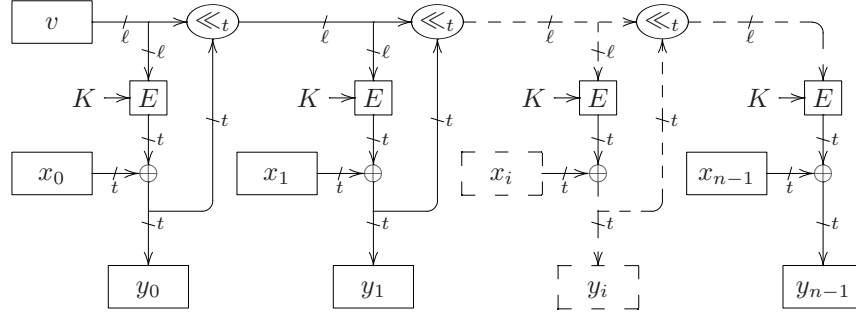 v ℓ ≪t ℓ ≪t ℓ ≪t ℓ
ℓ ℓ ℓ
K E t K E t K E t K E
t t t t
x0 t x1 t xi t xn−1 t
t t t t
y0 y1 yi yn−1